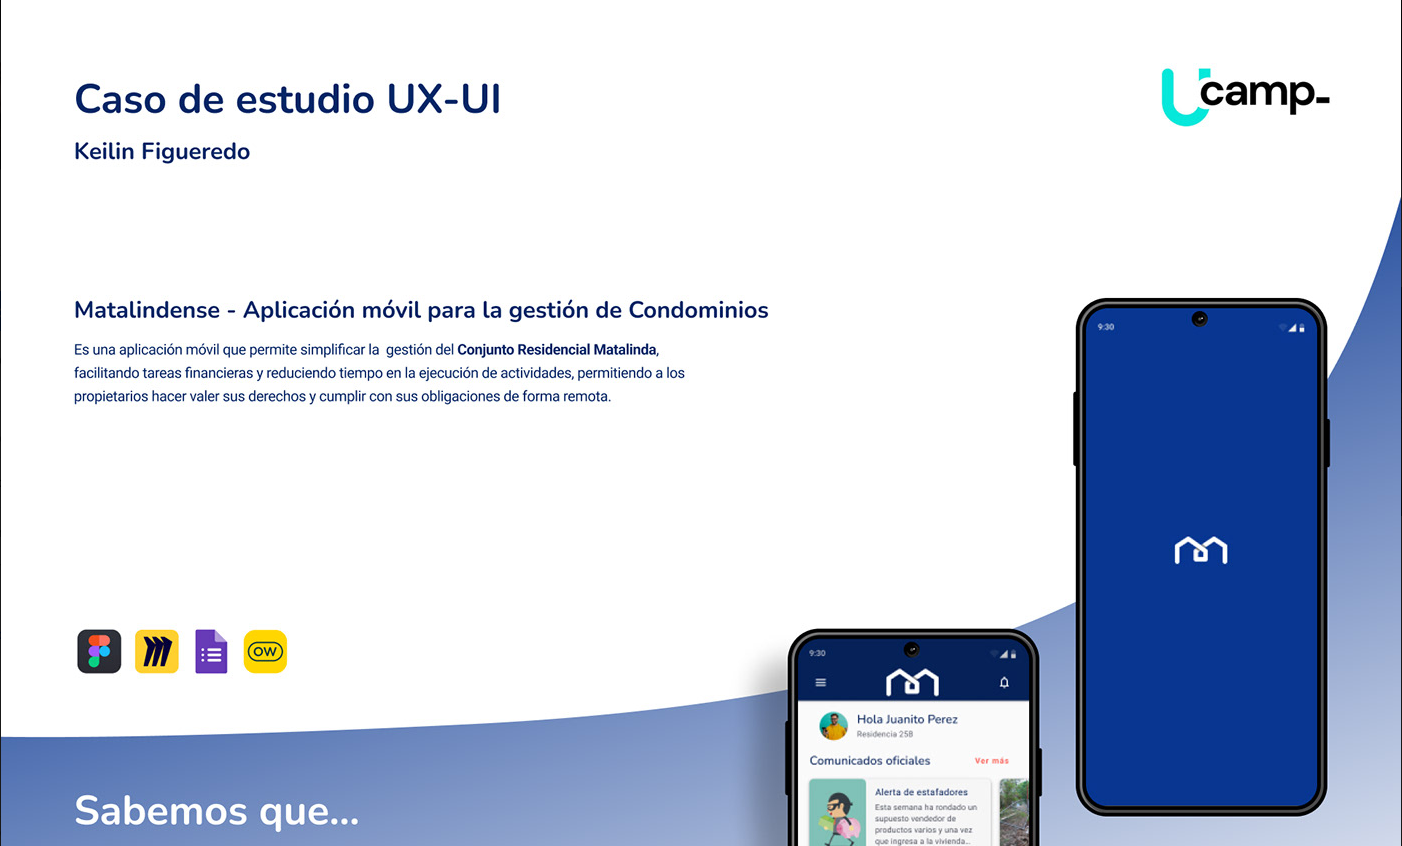 Caso de estudio UX-UI
Keilin Figueredo
Ucamp-
Matalindense - Aplicación móvil para la gestión de Condominios
Es una aplicación móvil que permite simplificar la gestión del Conjunto Residencial Matalinda,
facilitando tareas financieras y reduciendo tiempo en la ejecución de actividades, permitiendo a los
propietarios hacer valer sus derechos y cumplir con sus obligaciones de forma remota.
9:30
OW
9:30
Hola Juanito Perez
Residencia 25B
Comunicados oficiales
Ver más
Alerta de estafadores
Esta semana ha rondado un
supuesto vendedor de
productos varios y una vez
que ingresa a la vivienda...
Sabemos que...